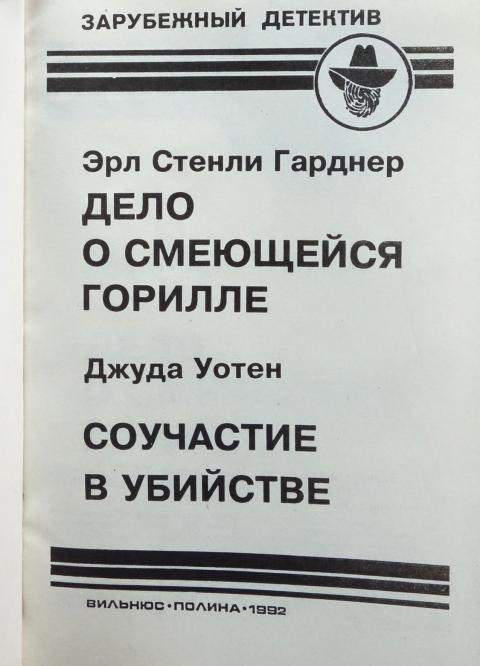 ЗАРУБЕЖНЫЙ ДЕТЕКТИВ
Эрл Стенли Гарднер
ДЕЛО
О СМЕЮЩЕЙСЯ
ГОРИЛЛЕ
Джуда Уотен
СОУЧАСТИЕ
В УБИЙСТВЕ
ВИЛЬНЮС•ПОЛИНА•1992